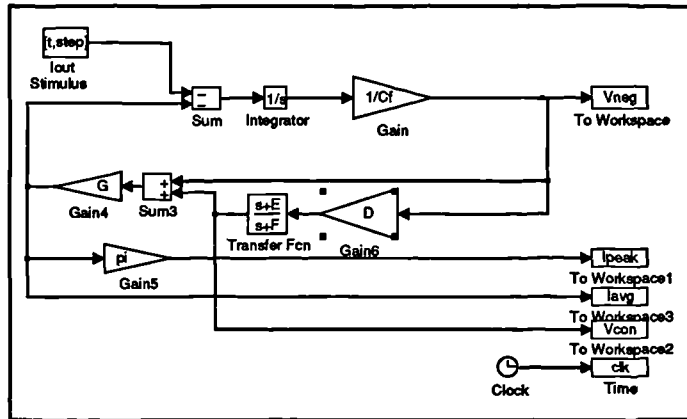 [t,step]
Iout
Stimulus
−
−
Sum
1/s
Integrator
1/Cf
Gain
Vneg
To Workspace
G
Gain4
+
+
Sum3
s+E
s+F
Transfer Fcn
D
Gain6
pi
Gain5
Ipeak
To Workspace1
Iavg
To Workspace3
Vcon
To Workspace2
Clock
clk
Time